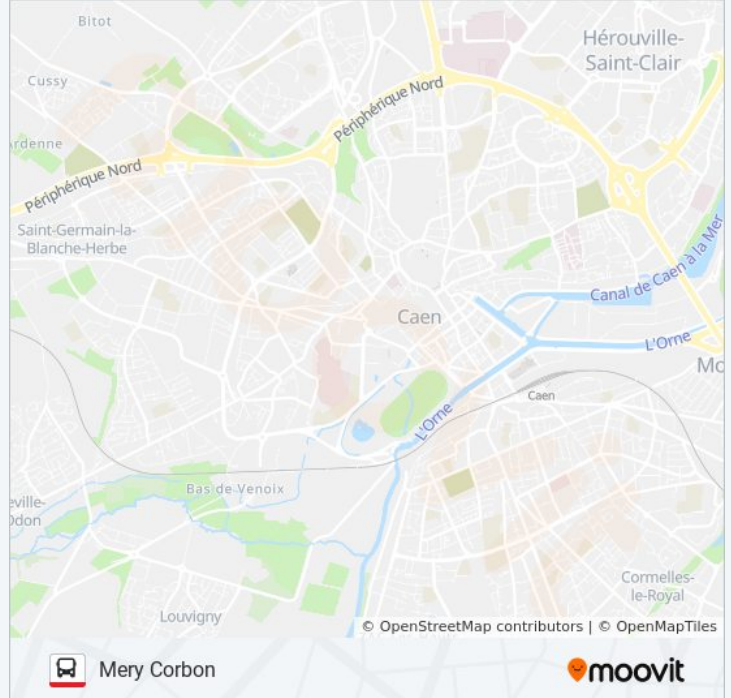 Bitot
Hérouville-
Saint-Clair
Cussy
Périphérique Nord
rdenne
Périphérique Nord
Saint-Germain-la-
Blanche-Herbe
Canal de Caen à la Mer
Caen
L'Orne
Mo
Caen
L'Orne
Bas de Venoix
eville-
Odon
Cormelles-
le-Royal
Louvigny
© OpenStreetMap contributors | © OpenMapTiles
Mery Corbon
moovit